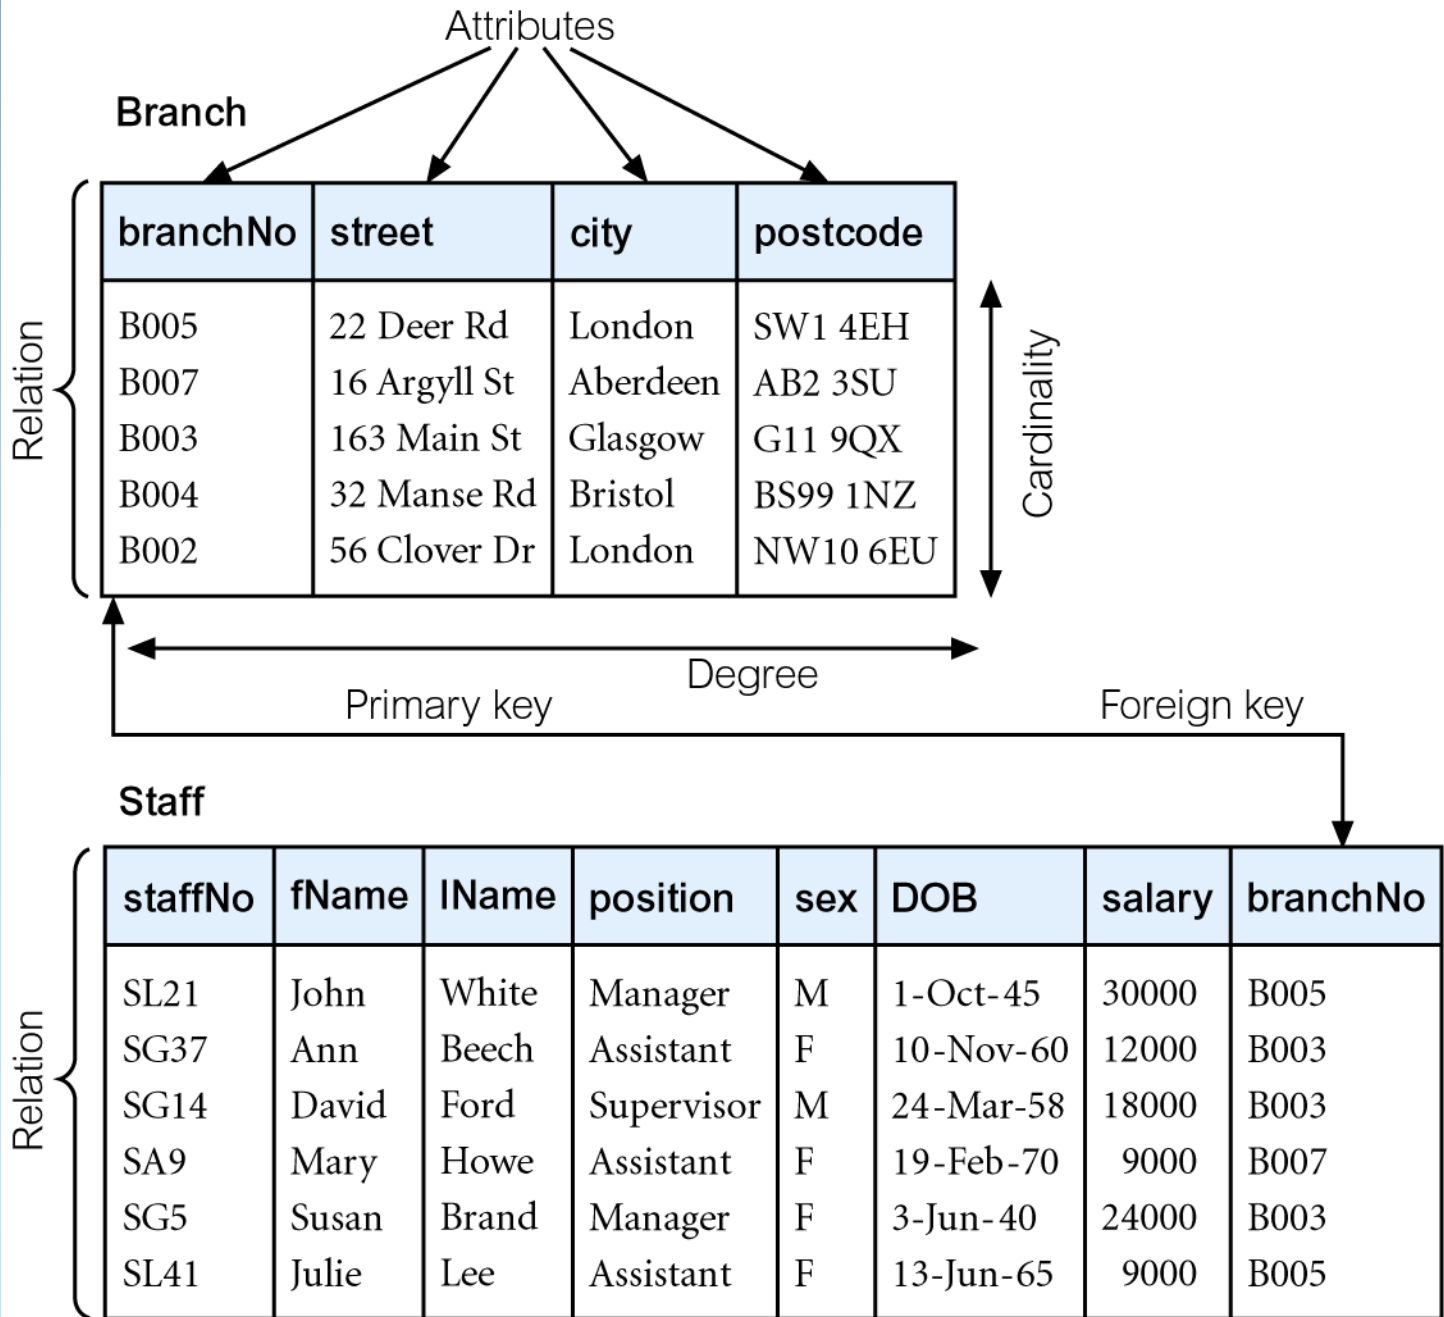 Attributes
Branch
branchNo street city postcode
B005 22 Deer Rd London SW1 4EH
B007 16 Argyll St Aberdeen AB2 3SU
B003 163 Main St Glasgow G11 9QX
B004 32 Manse Rd Bristol BS99 1NZ
B002 56 Clover Dr London NW10 6EU
Relation
Cardinality
Degree
Primary key
Foreign key
Staff
staffNo fName lName position sex DOB salary branchNo
SL21 John White Manager M 1-Oct-45 30000 B005
SG37 Ann Beech Assistant F 10-Nov-60 12000 B003
SG14 David Ford Supervisor M 24-Mar-58 18000 B003
SA9 Mary Howe Assistant F 19-Feb-70 9000 B007
SG5 Susan Brand Manager F 3-Jun-40 24000 B003
SL41 Julie Lee Assistant F 13-Jun-65 9000 B005
Relation